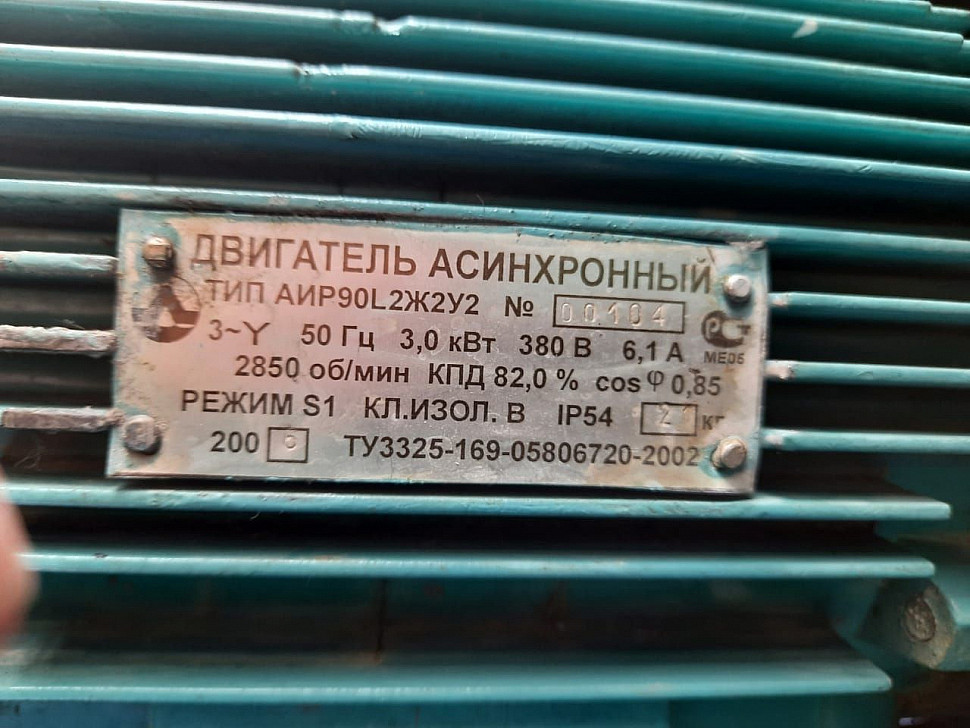 ДВИГАТЕЛЬ АСИНХРОННЫЙ
ТИП АИР90L2Ж2У2 № 00104
3~Y 50 Гц 3,0 кВт 380 В 6,1 А
МЕ05
2850 об/мин КПД 82,0 % cos φ 0,85
РЕЖИМ S1 КЛ.ИЗОЛ. В IP54 кг
200 ТУ3325-169-05806720-2002